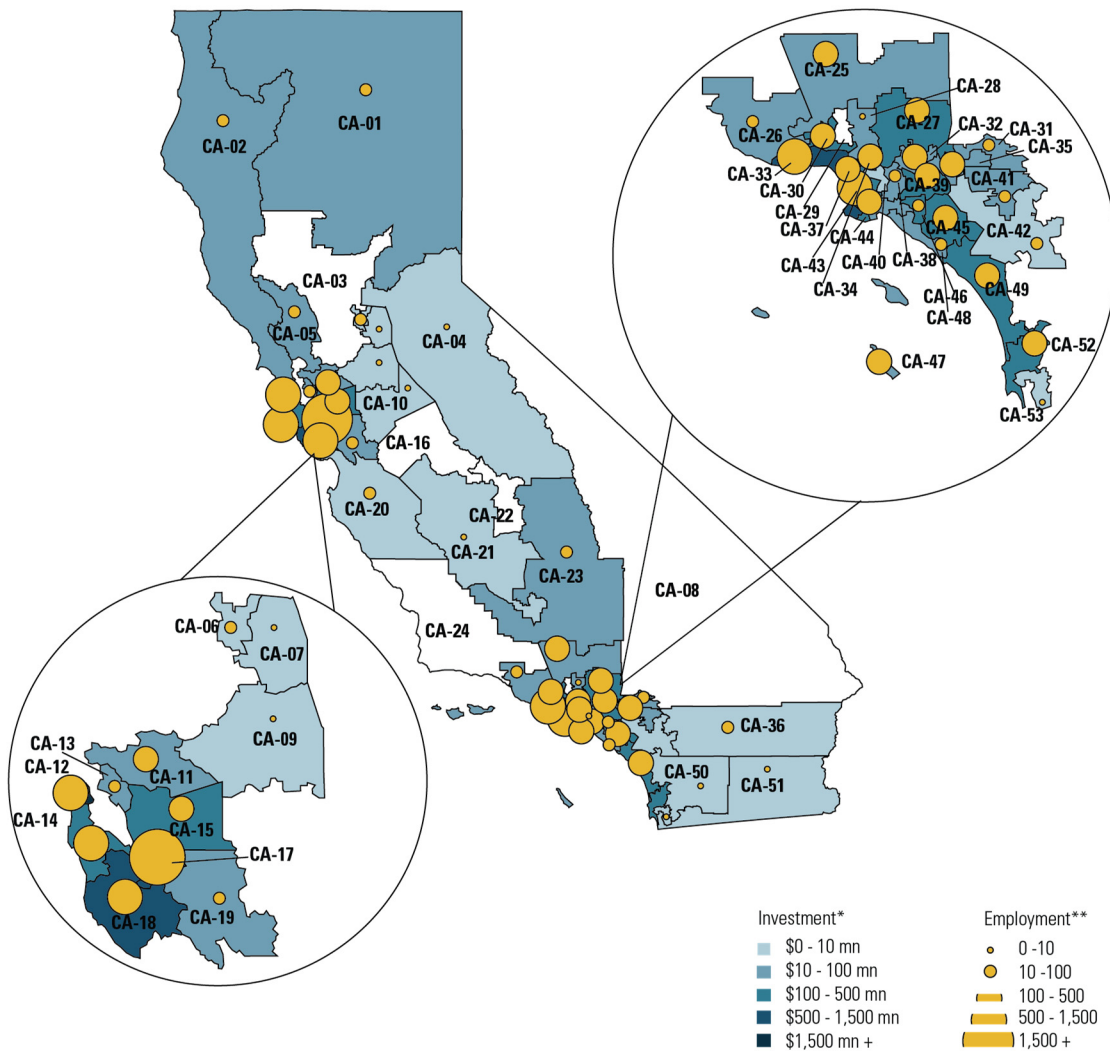 CA-25
CA-28
CA-27
CA-32
CA-31
CA-35
CA-26
CA-01
CA-02
CA-33
CA-30
CA-39
CA-41
CA-29
CA-37
CA-44
CA-45
CA-42
CA-43
CA-40
CA-38
CA-34
CA-46
CA-49
CA-48
CA-03
CA-05
CA-04
CA-52
CA-47
CA-10
CA-53
CA-16
CA-20
CA-22
CA-21
CA-23
CA-08
CA-24
CA-06
CA-07
CA-09
CA-36
CA-13
CA-12
CA-11
CA-50
CA-51
CA-14
CA-15
CA-17
CA-18
CA-19
Investment*
$0 - 10 mn
$10 - 100 mn
$100 - 500 mn
$500 - 1,500 mn
$1,500 mn +
Employment**
0 -10
10 -100
100 - 500
500 - 1,500
1,500 +